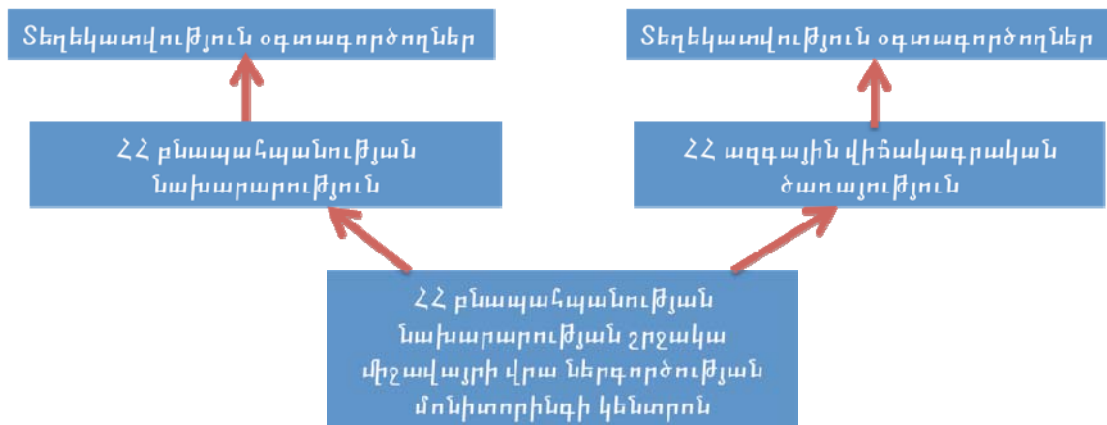 Տեղեկատվություն օգտագործողներ
Տեղեկատվություն օգտագործողներ
ՀՀ բնապահպանության
նախարարություն
ՀՀ ազգային վիճակագրական
ծառայություն
ՀՀ բնապահպանության
նախարարության շրջակա
միջավայրի վրա ներգործության
մոնիտորինգի կենտրոն